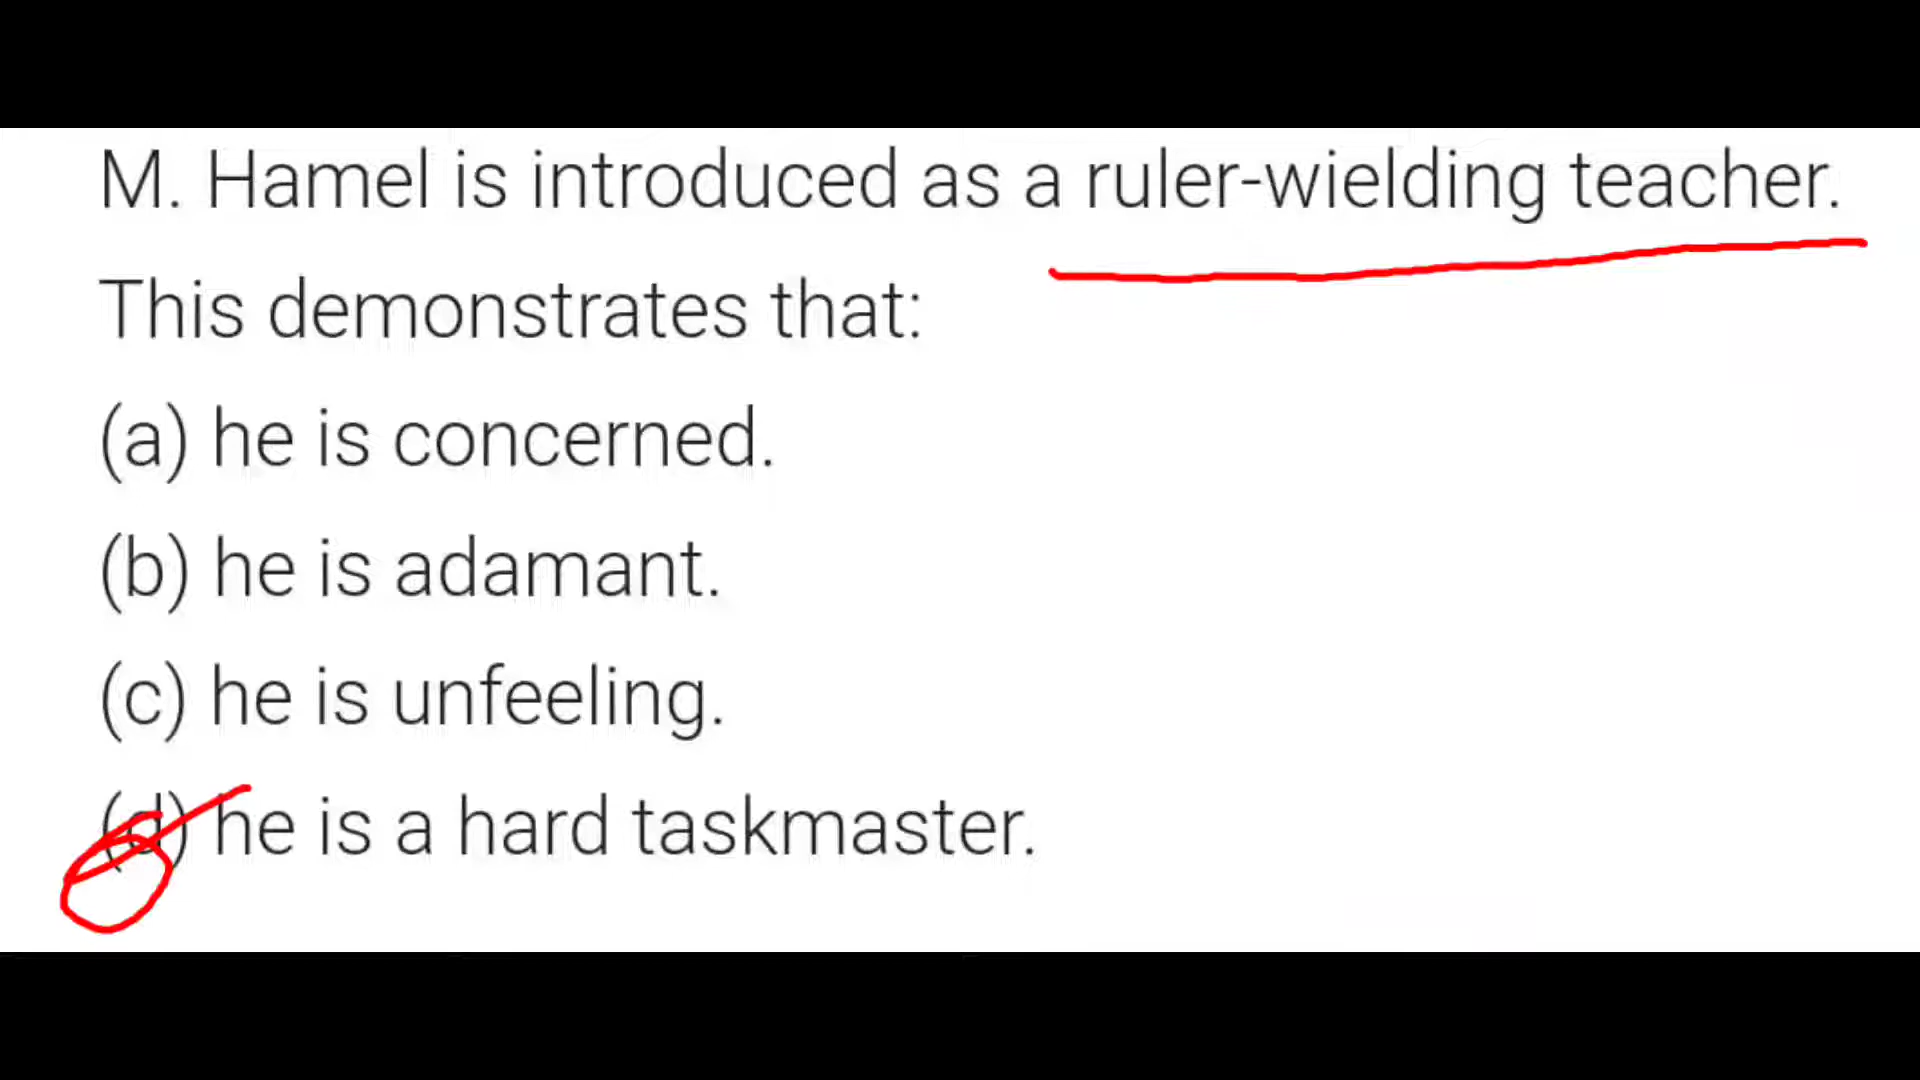 M. Hamel is introduced as a ruler-wielding teacher.
This demonstrates that:
(a) he is concerned.
(b) he is adamant.
(c) he is unfeeling.
(d) he is a hard taskmaster.